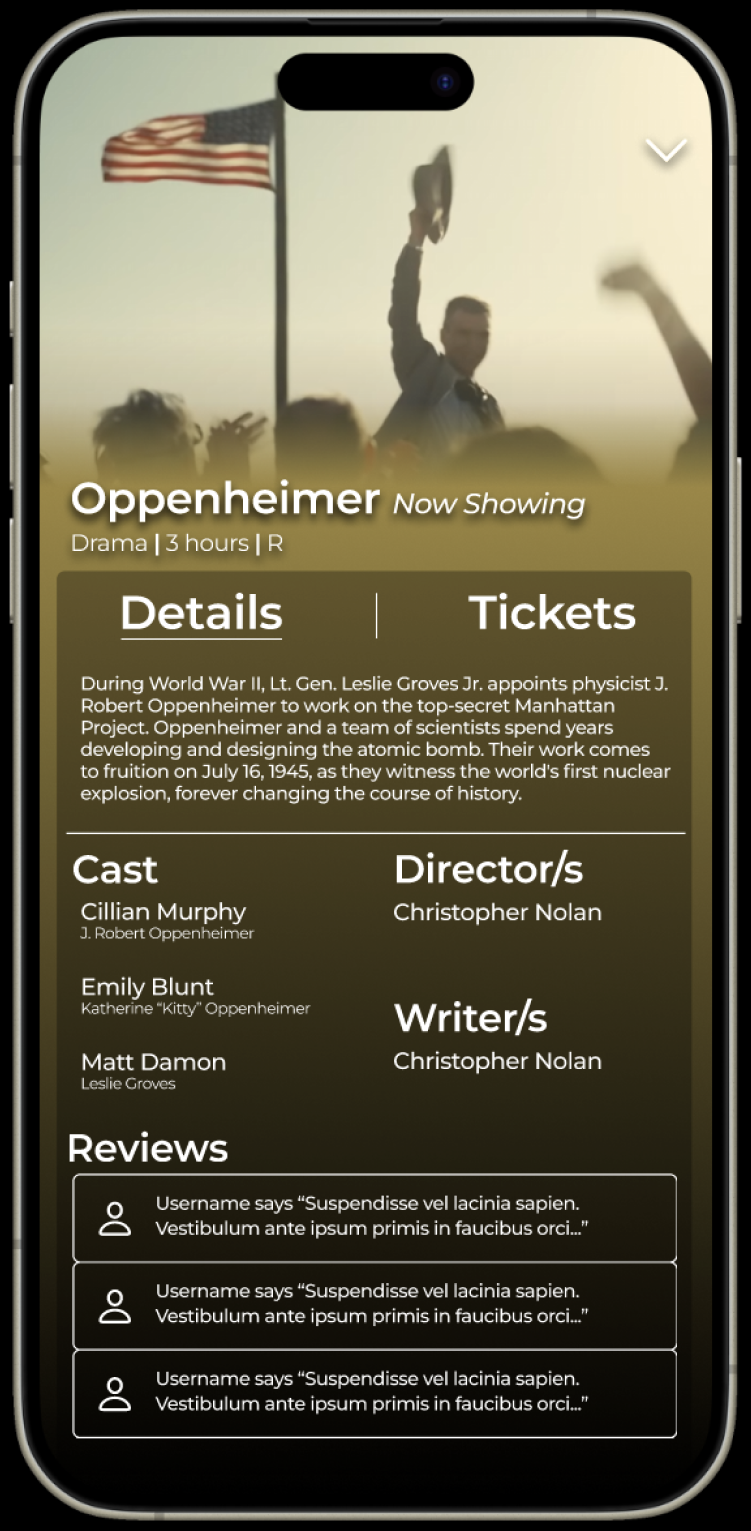 Oppenheimer Now Showing
Drama | 3 hours | R
Details | Tickets
During World War II, Lt. Gen. Leslie Groves Jr. appoints physicist J.
Robert Oppenheimer to work on the top-secret Manhattan
Project. Oppenheimer and a team of scientists spend years
developing and designing the atomic bomb. Their work comes
to fruition on July 16, 1945, as they witness the world's first nuclear
explosion, forever changing the course of history.
Cast
Cillian Murphy
J. Robert Oppenheimer
Emily Blunt
Katherine “Kitty” Oppenheimer
Matt Damon
Leslie Groves
Director/s
Christopher Nolan
Writer/s
Christopher Nolan
Reviews
Username says “Suspendisse vel lacinia sapien.
Vestibulum ante ipsum primis in faucibus orci...”
Username says “Suspendisse vel lacinia sapien.
Vestibulum ante ipsum primis in faucibus orci...”
Username says “Suspendisse vel lacinia sapien.
Vestibulum ante ipsum primis in faucibus orci...”